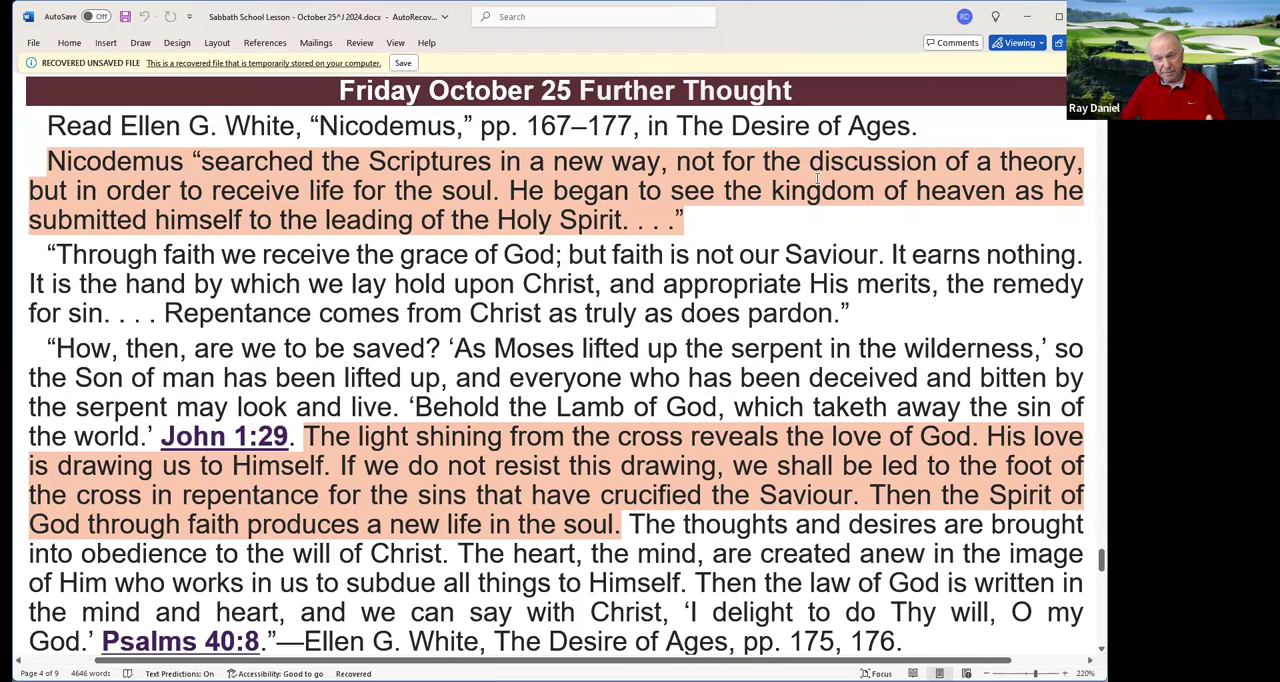 AutoSave Off Sabbath School Lesson - October 25^J 2024.docx - AutoRecov... Search RD
File Home Insert Draw Design Layout References Mailings Review View Help Comments Viewing
RECOVERED UNSAVED FILE This is a recovered file that is temporarily stored on your computer. Save
Ray Daniel
Friday October 25 Further Thought
Read Ellen G. White, “Nicodemus,” pp. 167–177, in The Desire of Ages.
Nicodemus “searched the Scriptures in a new way, not for the discussion of a theory,
but in order to receive life for the soul. He began to see the kingdom of heaven as he
submitted himself to the leading of the Holy Spirit. . . .”
“Through faith we receive the grace of God; but faith is not our Saviour. It earns nothing.
It is the hand by which we lay hold upon Christ, and appropriate His merits, the remedy
for sin. . . . Repentance comes from Christ as truly as does pardon.”
“How, then, are we to be saved? ‘As Moses lifted up the serpent in the wilderness,’ so
the Son of man has been lifted up, and everyone who has been deceived and bitten by
the serpent may look and live. ‘Behold the Lamb of God, which taketh away the sin of
the world.’ John 1:29. The light shining from the cross reveals the love of God. His love
is drawing us to Himself. If we do not resist this drawing, we shall be led to the foot of
the cross in repentance for the sins that have crucified the Saviour. Then the Spirit of
God through faith produces a new life in the soul. The thoughts and desires are brought
into obedience to the will of Christ. The heart, the mind, are created anew in the image
of Him who works in us to subdue all things to Himself. Then the law of God is written in
the mind and heart, and we can say with Christ, ‘I delight to do Thy will, O my
God.’ Psalms 40:8.”—Ellen G. White, The Desire of Ages, pp. 175, 176.
Page 4 of 9 4646 words Text Predictions: On Accessibility: Good to go Recovered Focus 220%